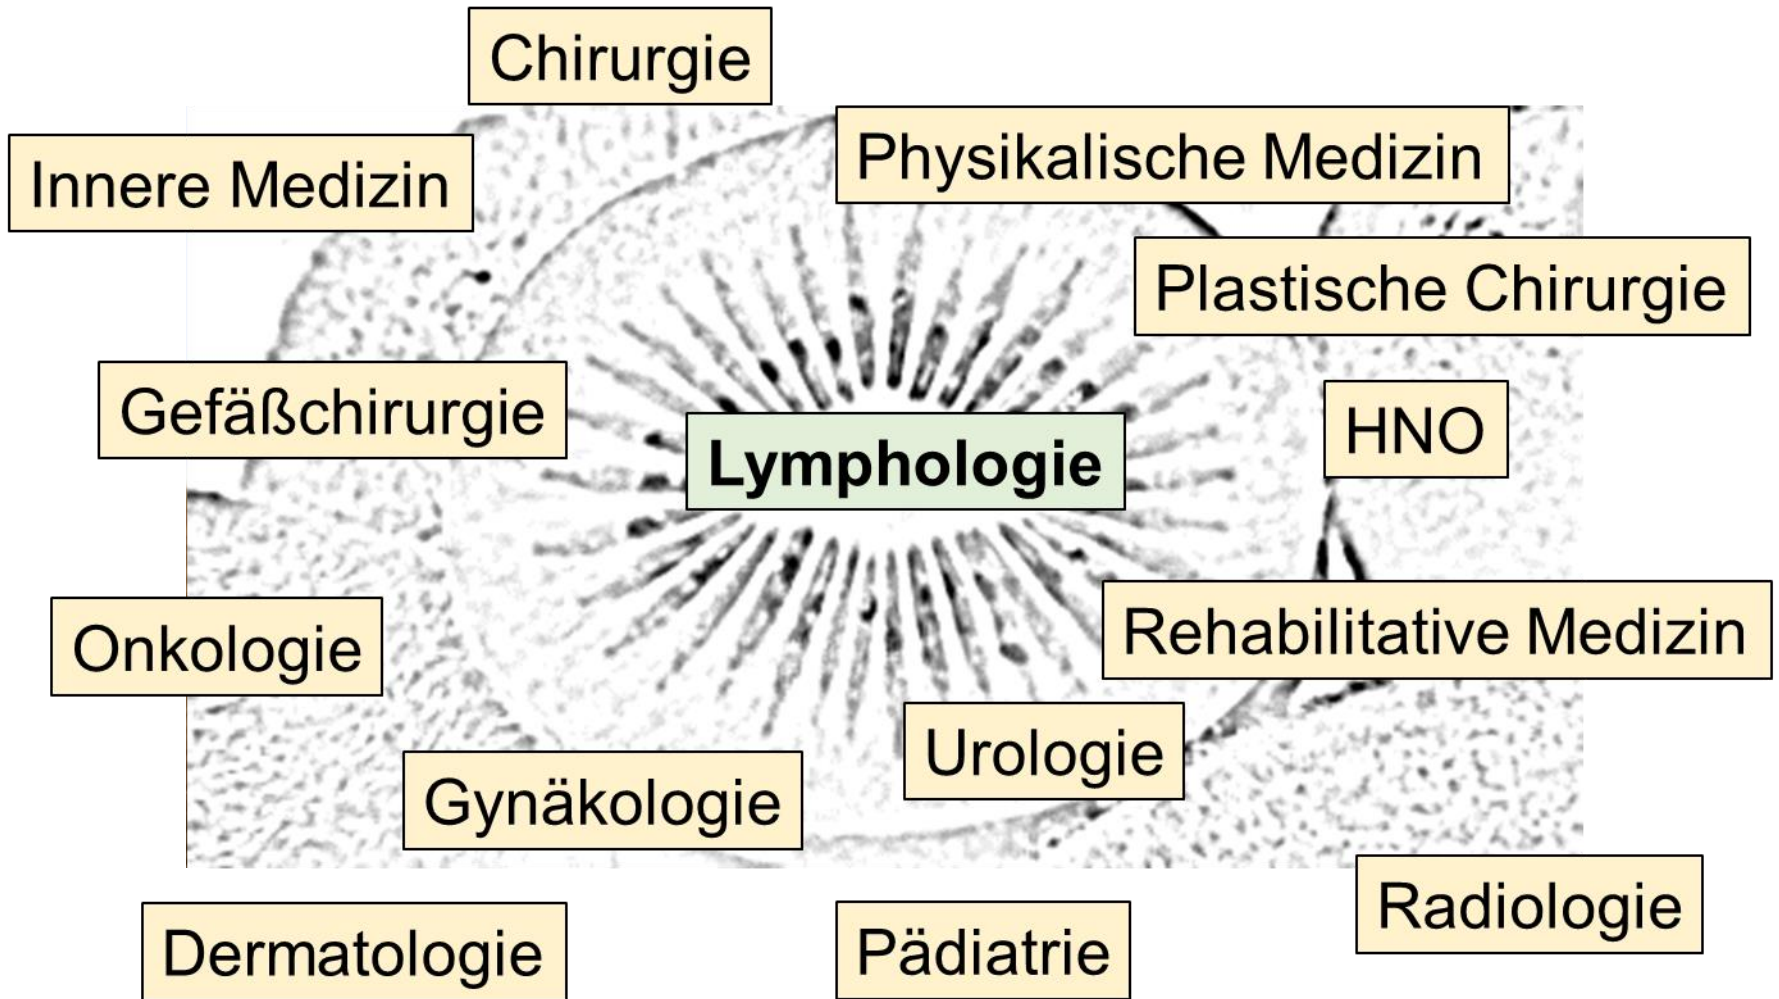 Chirurgie
Physikalische Medizin
Innere Medizin
Plastische Chirurgie
Gefäßchirurgie
HNO
Lymphologie
Rehabilitative Medizin
Onkologie
Urologie
Gynäkologie
Radiologie
Dermatologie
Pädiatrie